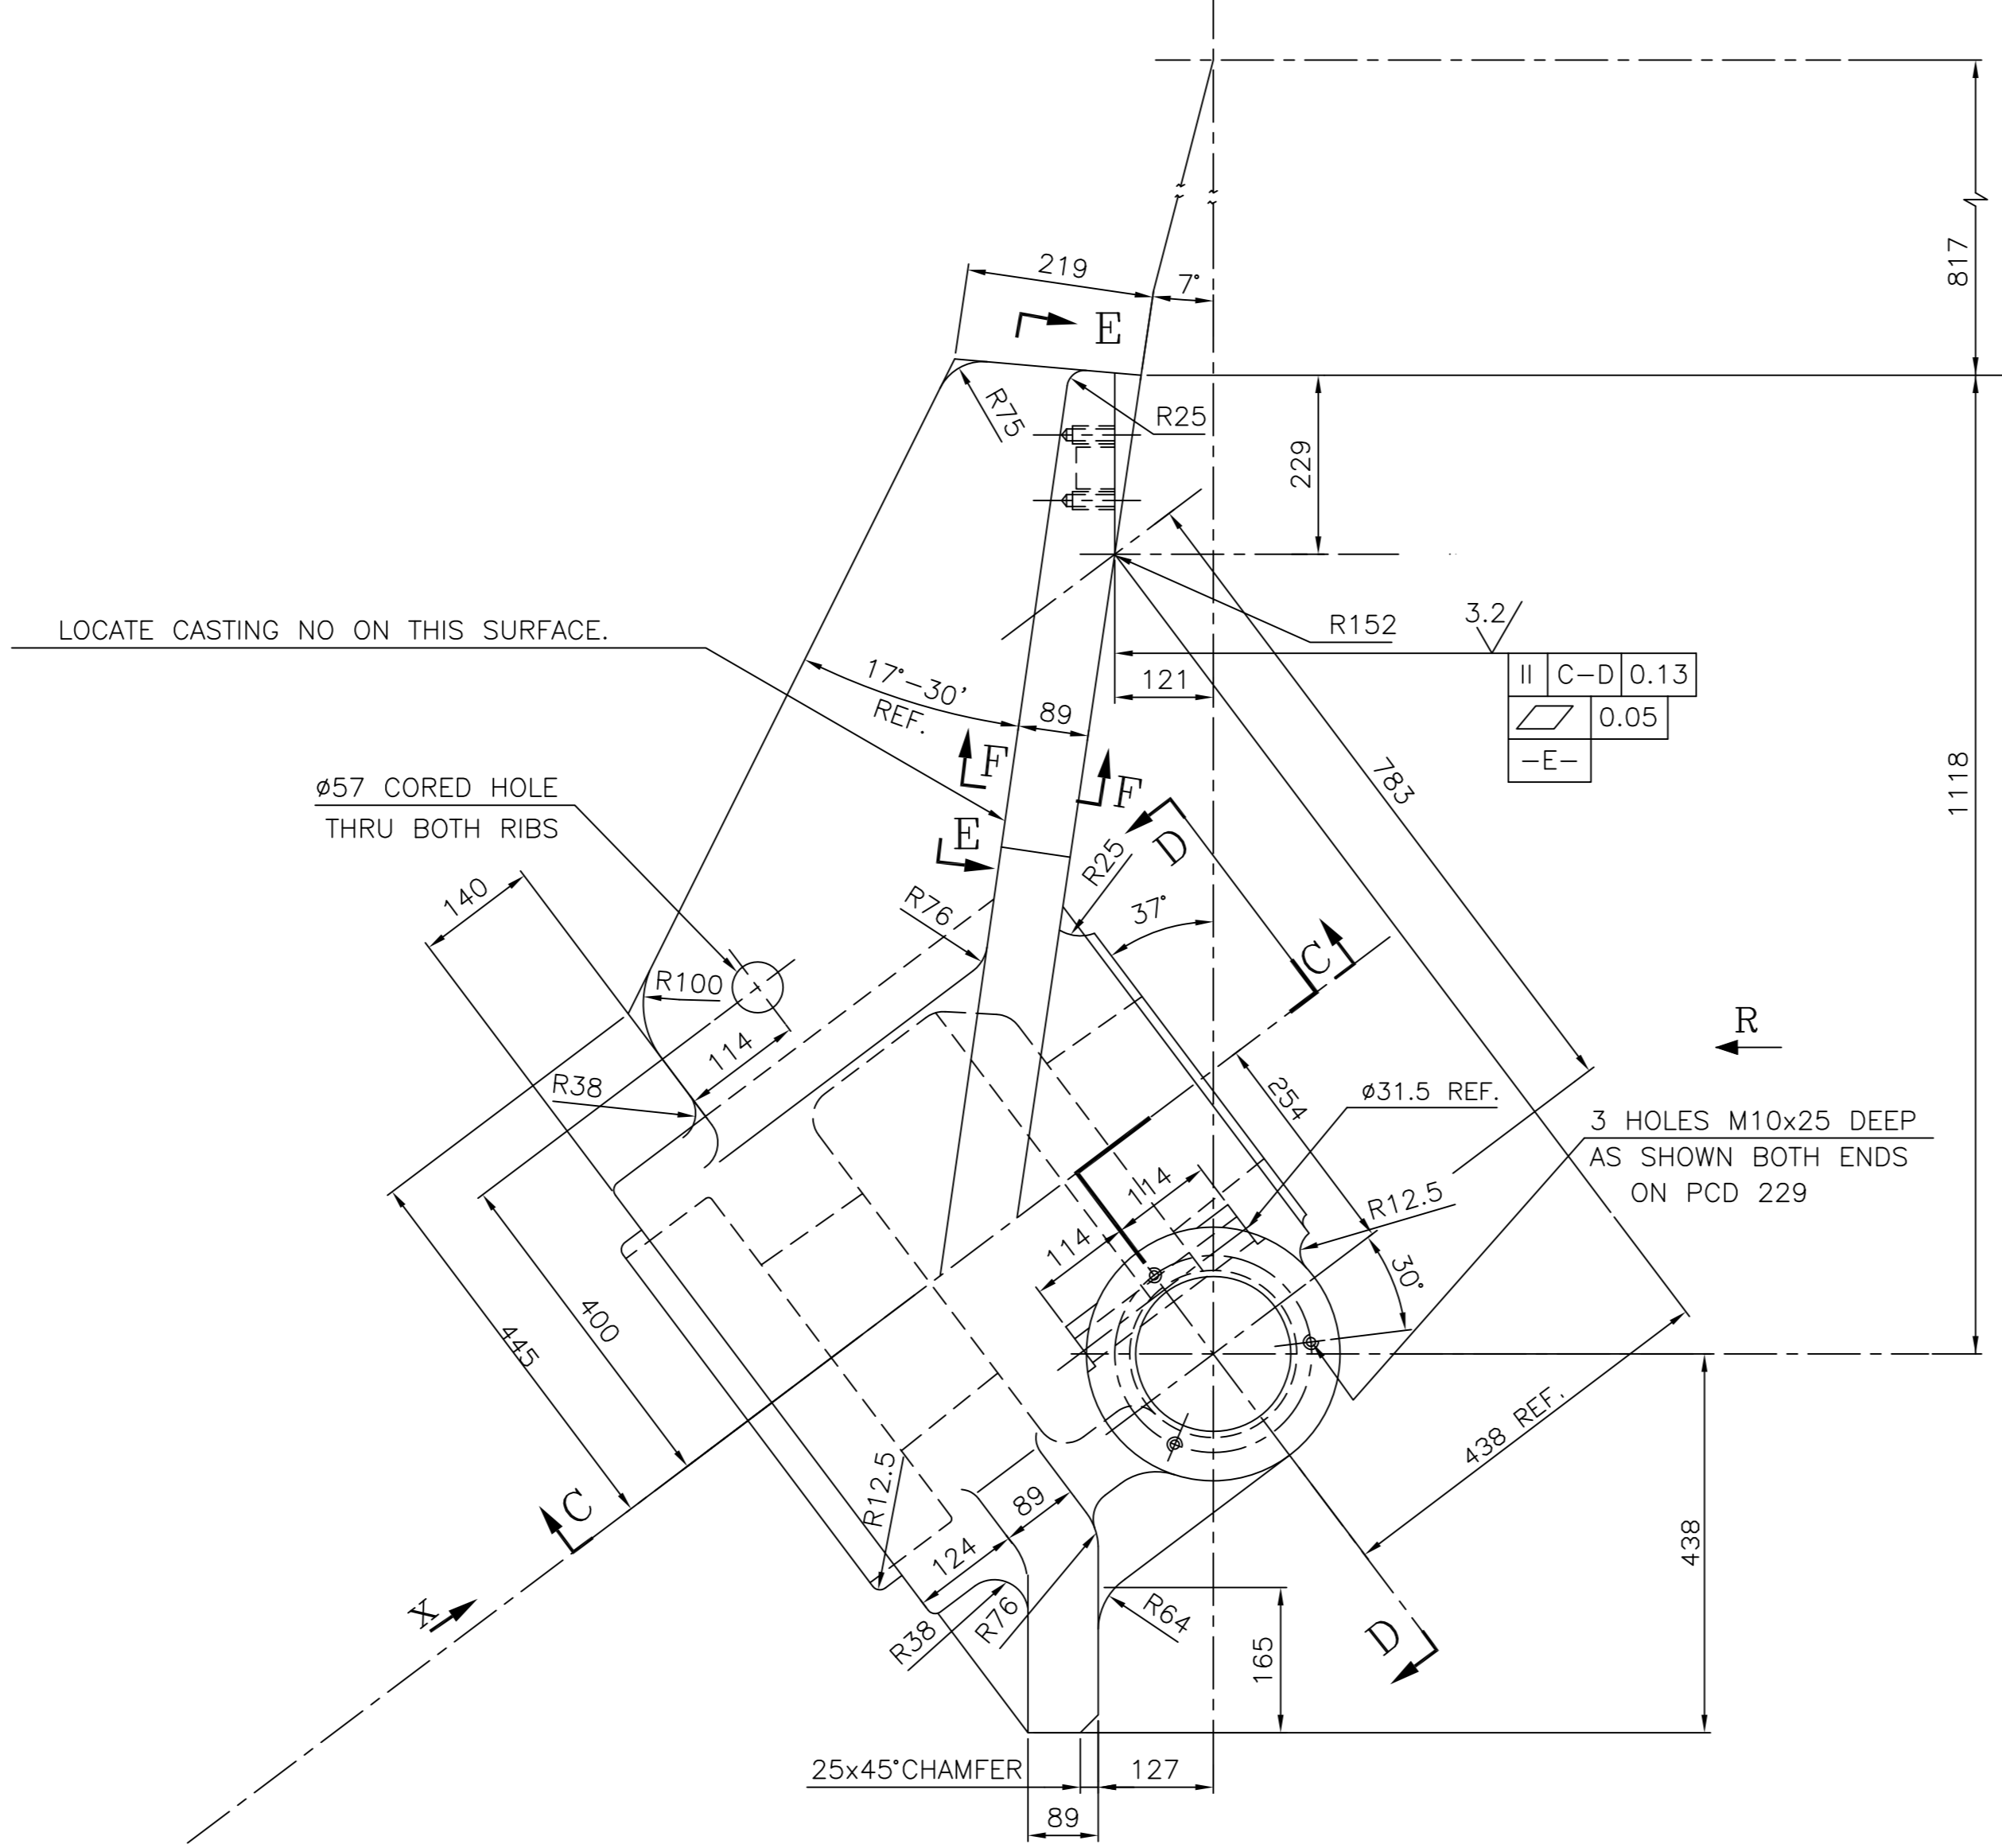 817
219
7°
E
R75
R25
229
LOCATE CASTING NO ON THIS SURFACE.
R152
3.2
17°-30'
REF.
89
121
|| C-D 0.13
0.05
-E-
F
F
783
1118
ø57 CORED HOLE
THRU BOTH RIBS
E
D
R25
140
R76
37°
C
R100
R
114
R38
254
ø31.5 REF.
3 HOLES M10x25 DEEP
AS SHOWN BOTH ENDS
ON PCD 229
114
R12.5
114
30°
400
445
438 REF.
C
R12.5
89
124
438
X
R38
R76
R64
165
D
25x45°CHAMFER
127
89